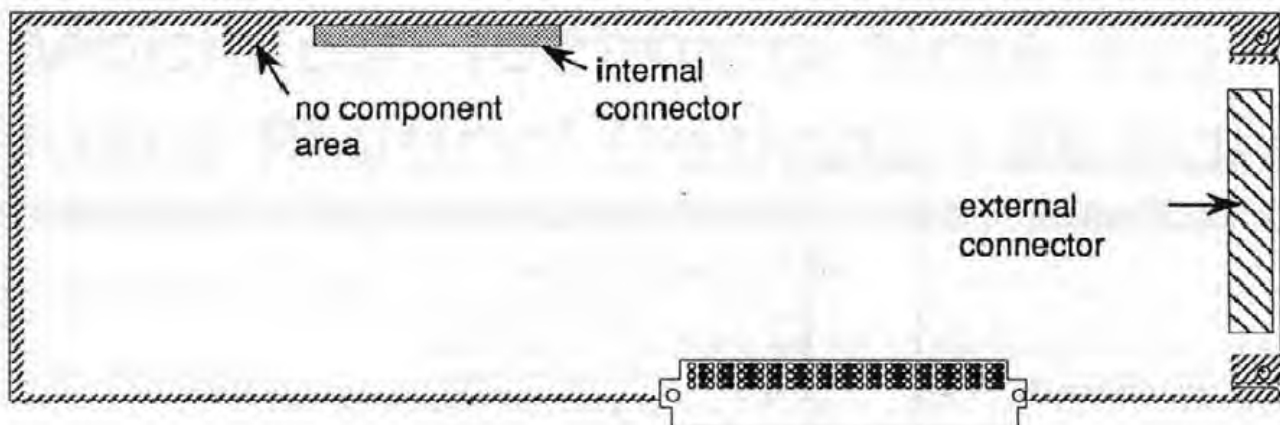 internal
connector
no component
area
external
connector